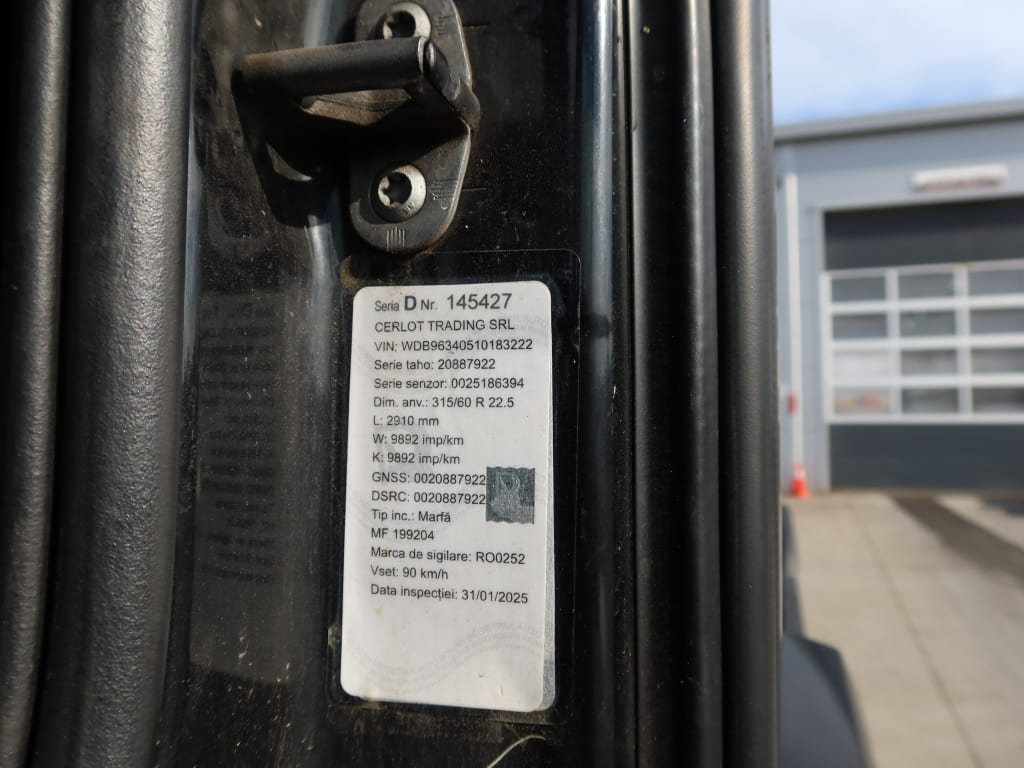 Seria D Nr. 145427
CERLOT TRADING SRL
VIN: WDB96340510183222
Serie taho: 20887922
Serie senzor: 0025186394
Dim. anv.: 315/60 R 22.5
L: 2910 mm
W: 9892 imp/km
K: 9892 imp/km
GNSS: 0020887922
DSRC: 0020887922
Tip inc.: Marfă
MF 199204
Marca de sigilare: RO0252
Vset: 90 km/h
Data inspecției: 31/01/2025